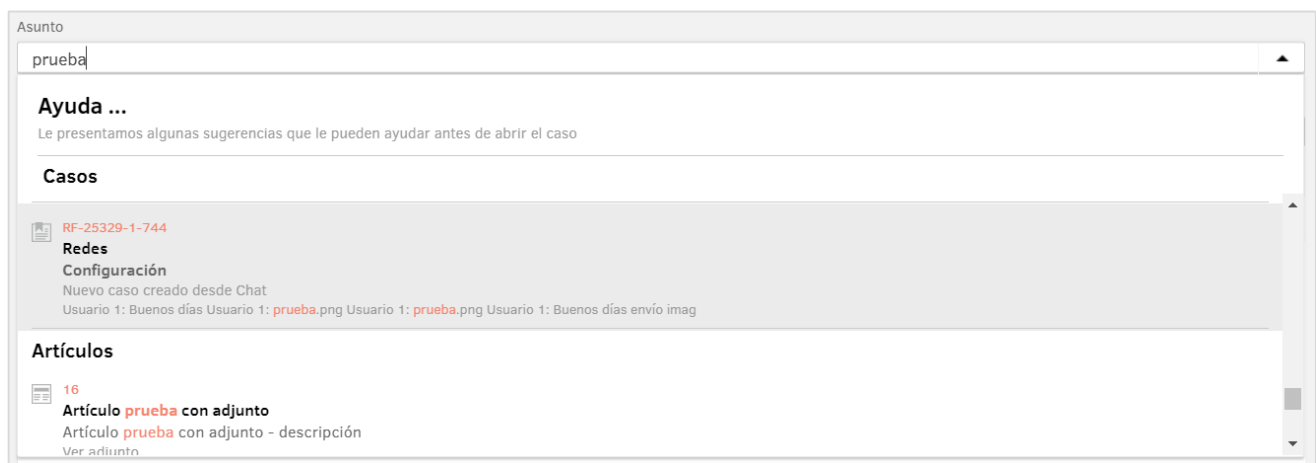 Asunto
prueba
Ayuda ...
Le presentamos algunas sugerencias que le pueden ayudar antes de abrir el caso
Casos
RF-25329-1-744
Redes
Configuración
Nuevo caso creado desde Chat
Usuario 1: Buenos días Usuario 1: prueba.png Usuario 1: prueba.png Usuario 1: Buenos días envío imag
Artículos
16
Artículo prueba con adjunto
Artículo prueba con adjunto - descripción
Ver adjunto